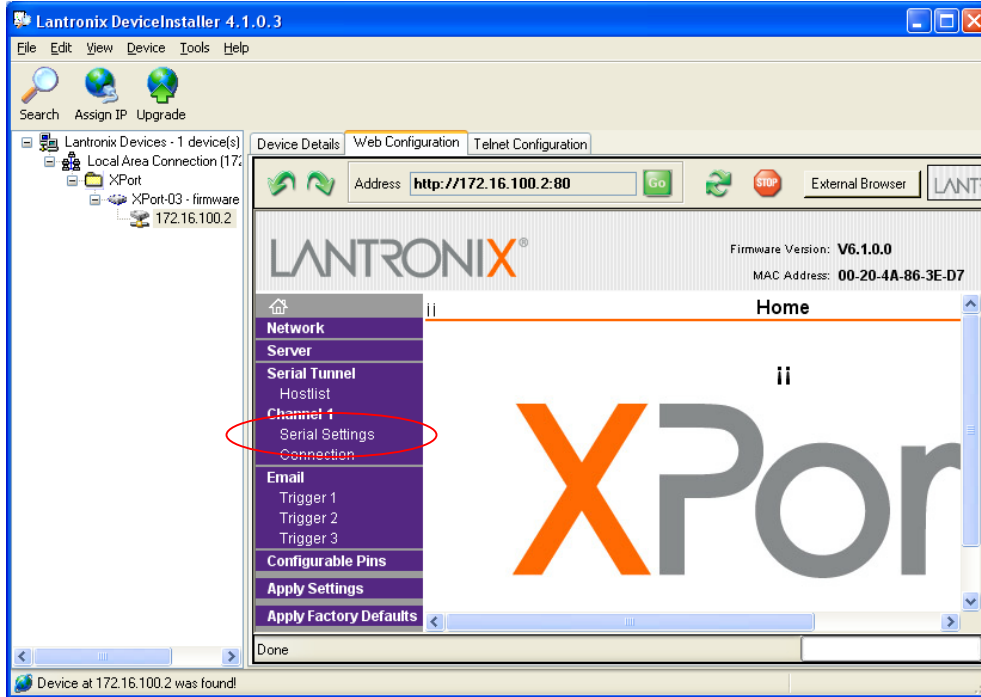 Lantronix DeviceInstaller 4.1.0.3
File Edit View Device Tools Help
Search Assign IP Upgrade
Lantronix Devices - 1 device(s)
Local Area Connection (172
XPort
XPort-03 - firmware
172.16.100.2
Device Details Web Configuration Telnet Configuration
Address http://172.16.100.2:80 Go STOP External Browser LANT
LANTRONIX®
Firmware Version: V6.1.0.0
MAC Address: 00-20-4A-86-3E-D7
Network
Server
Serial Tunnel
Hostlist
Channel 1
Serial Settings
Connection
Email
Trigger 1
Trigger 2
Trigger 3
Configurable Pins
Apply Settings
Apply Factory Defaults
¡¡ Home
¡¡
XPor
Done
Device at 172.16.100.2 was found!